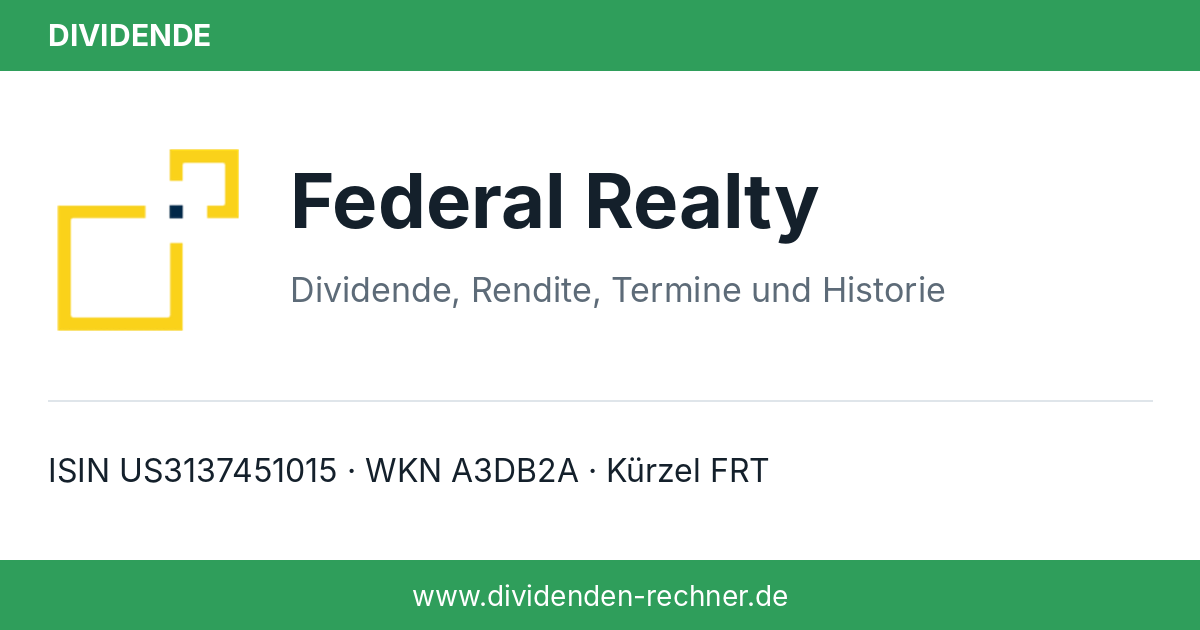 DIVIDENDE
Federal Realty
Dividende, Rendite, Termine und Historie
ISIN US3137451015 · WKN A3DB2A · Kürzel FRT
www.dividenden-rechner.de